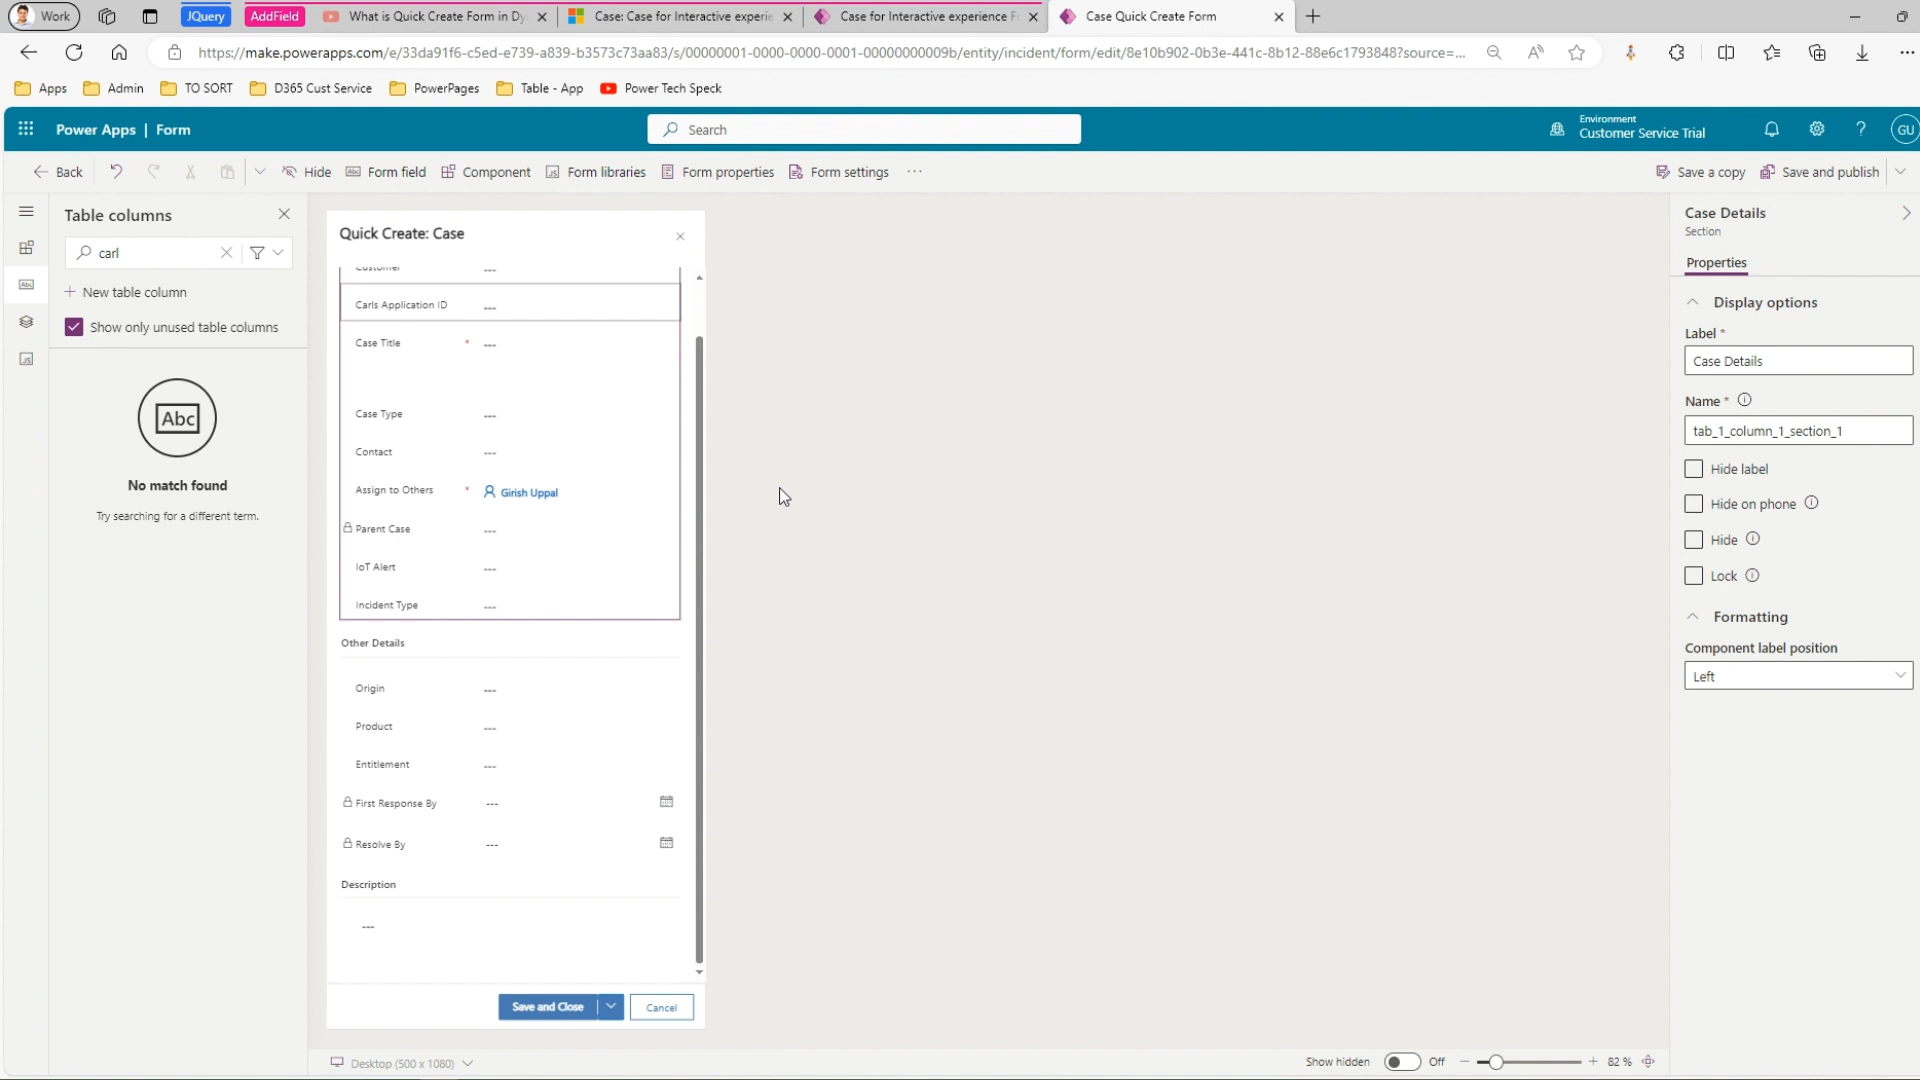 Work
JQuery
AddField
What is Quick Create Form in Dy
Case: Case for Interactive experie
Case for Interactive experience F
Case Quick Create Form
https://make.powerapps.com/e/33da91f6-c5ed-e739-a839-b3573c73aa83/s/00000001-0000-0000-0001-00000000009b/entity/incident/form/edit/8e10b902-0b3e-441c-8b12-88e6c1793848?source=...
Apps
Admin
TO SORT
D365 Cust Service
PowerPages
Table - App
Power Tech Speck
Power Apps | Form
Search
Environment
Customer Service Trial
GU
Back
Hide
Form field
Component
Form libraries
Form properties
Form settings
Save a copy
Save and publish
Table columns
carl
New table column
Show only unused table columns
Abc
No match found
Try searching for a different term.
Quick Create: Case
Customer ---
Carls Application ID ---
Case Title * ---
Case Type ---
Contact ---
Assign to Others * Girish Uppal
Parent Case ---
IoT Alert ---
Incident Type ---
Other Details
Origin ---
Product ---
Entitlement ---
First Response By ---
Resolve By ---
Description
---
Save and Close
Cancel
Desktop (500 x 1080)
Show hidden Off
82 %
Case Details
Section
Properties
Display options
Label *
Case Details
Name *
tab_1_column_1_section_1
Hide label
Hide on phone
Hide
Lock
Formatting
Component label position
Left